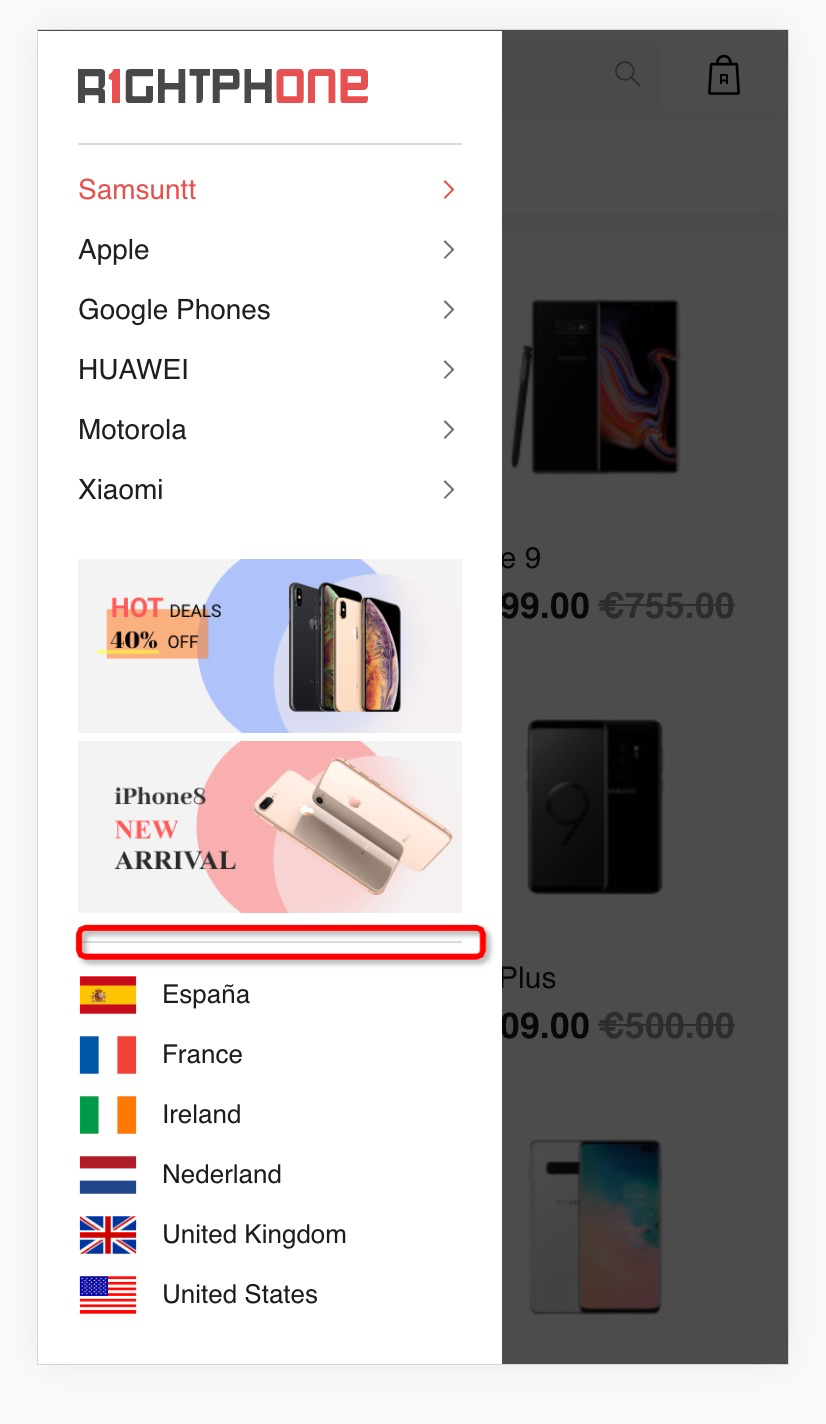 R1GHTPHONE
Samsuntt
Apple
Google Phones
HUAWEI
Motorola
Xiaomi
HOT DEALS
40% OFF
iPhone8
NEW
ARRIVAL
España
France
Ireland
Nederland
United Kingdom
United States
e 9
99.00 €755.00
Plus
09.00 €500.00